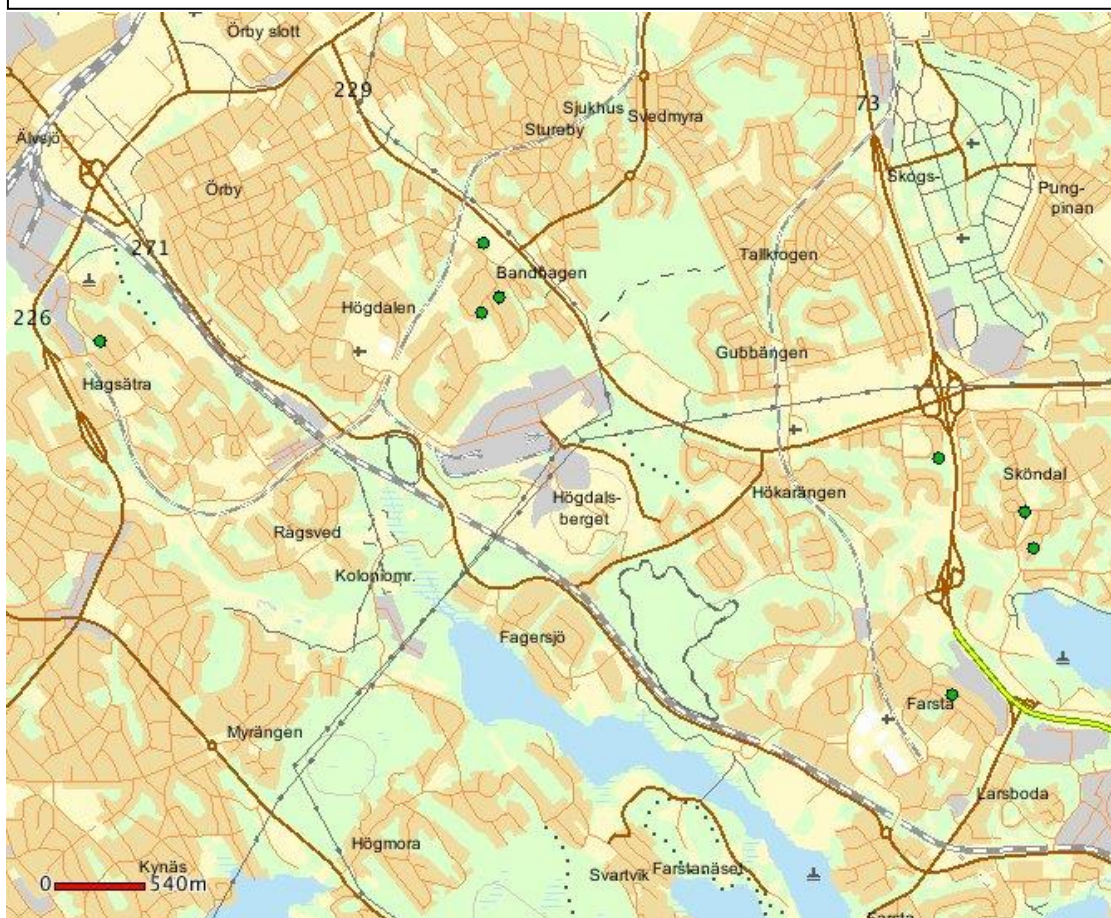 Örby slott
229
Sjukhus
Stureby
Svedmyra
73
Älvsjö
Örby
Skogs-
Pung-
pinan
271
Tallkrogen
Bandhagen
Högdalen
226
Gubbängen
Hagsätra
Sköndal
Högdals-
berget
Hökarängen
Rågsved
Koloniomr.
Fagersjö
Farsta
Myrängen
Larsboda
Högmora
Kynäs
Svartvik
Farstanäset
0 540m
Farsta